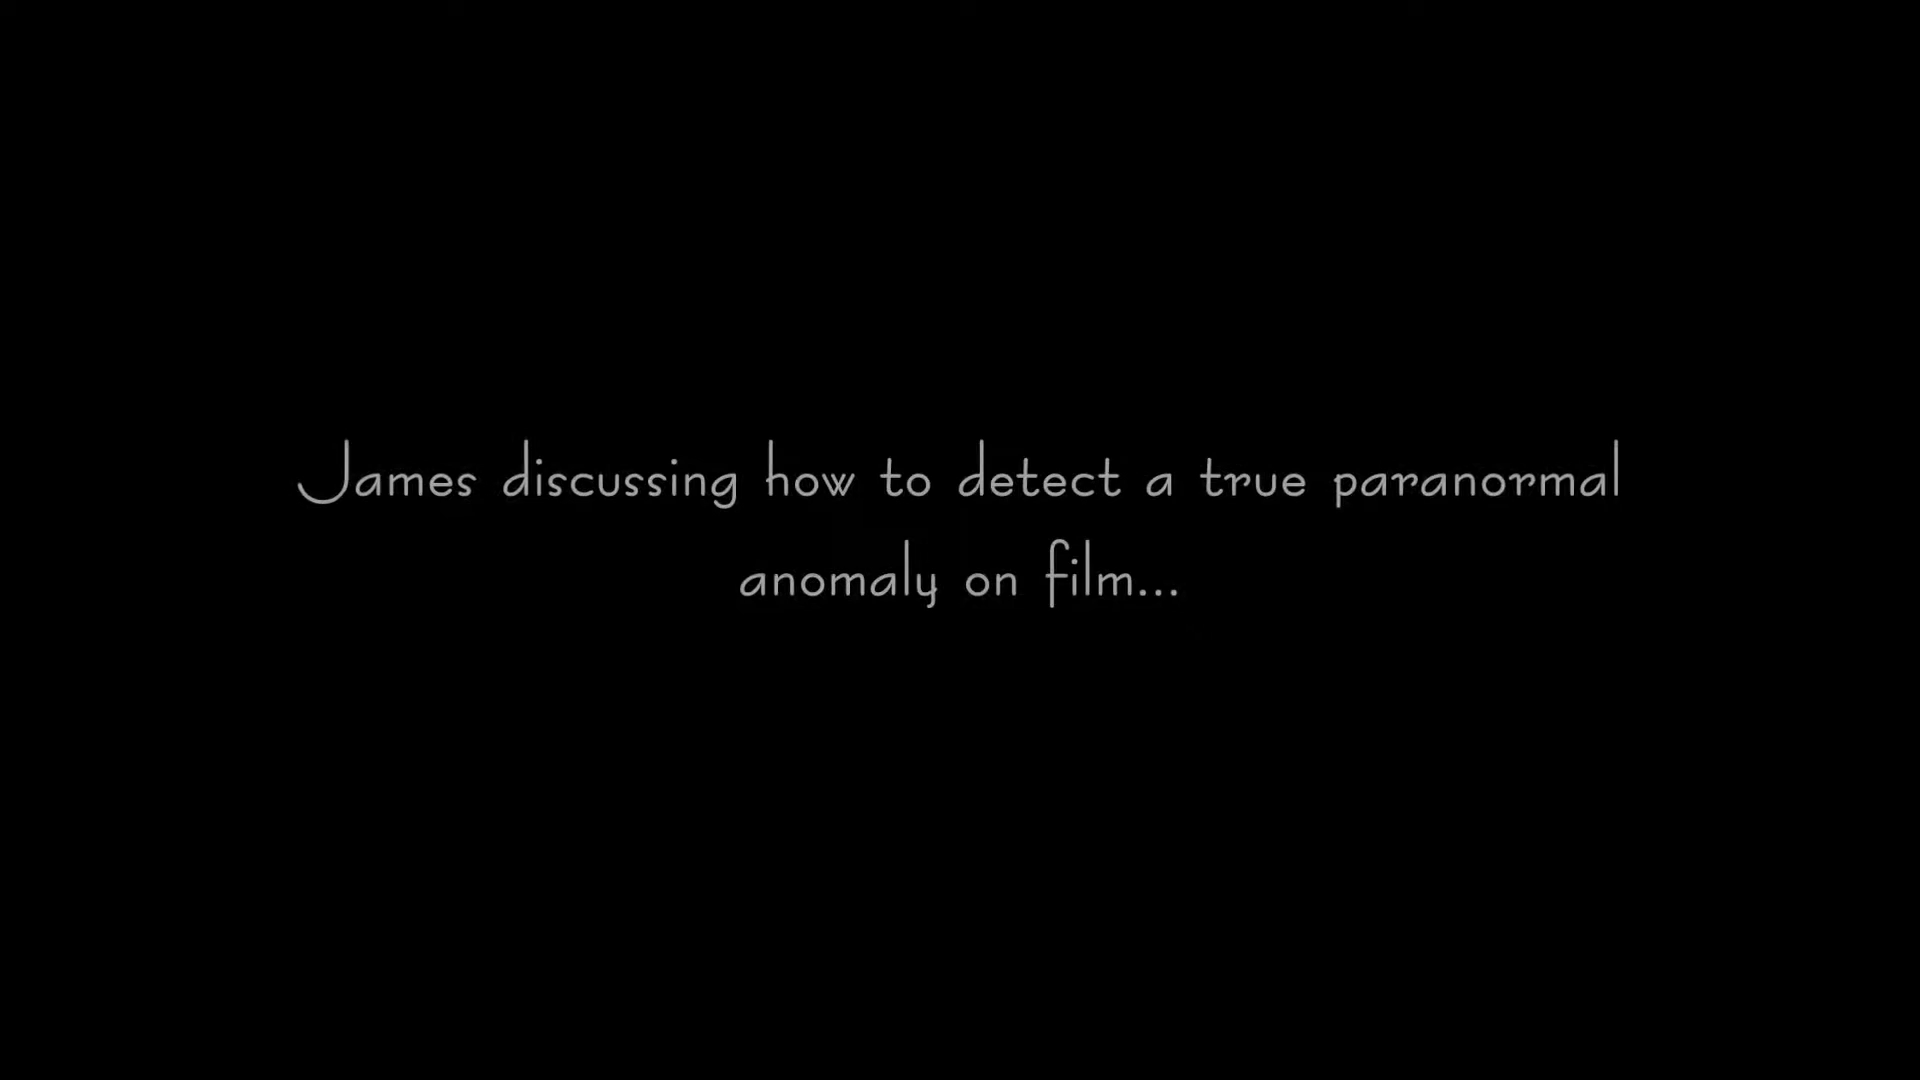 James discussing how to detect a true paranormal
anomaly on film...